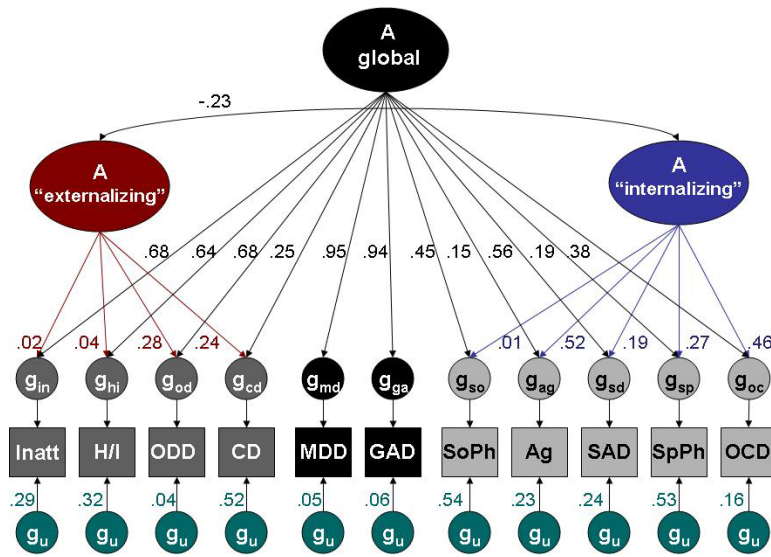 A
global
-.23
A
“externalizing”
A
“internalizing”
.68 .64 .68 .25 .95 .94 .45 .15 .56 .19 .38
.02 .04 .28 .24 .01 .52 .19 .27 .46
gin ghi god gcd gmd gga gso gag gsd gsp goc
Inatt H/I ODD CD MDD GAD SoPh Ag SAD SpPh OCD
.29 .32 .04 .52 .05 .06 .54 .23 .24 .53 .16
gu gu gu gu gu gu gu gu gu gu gu